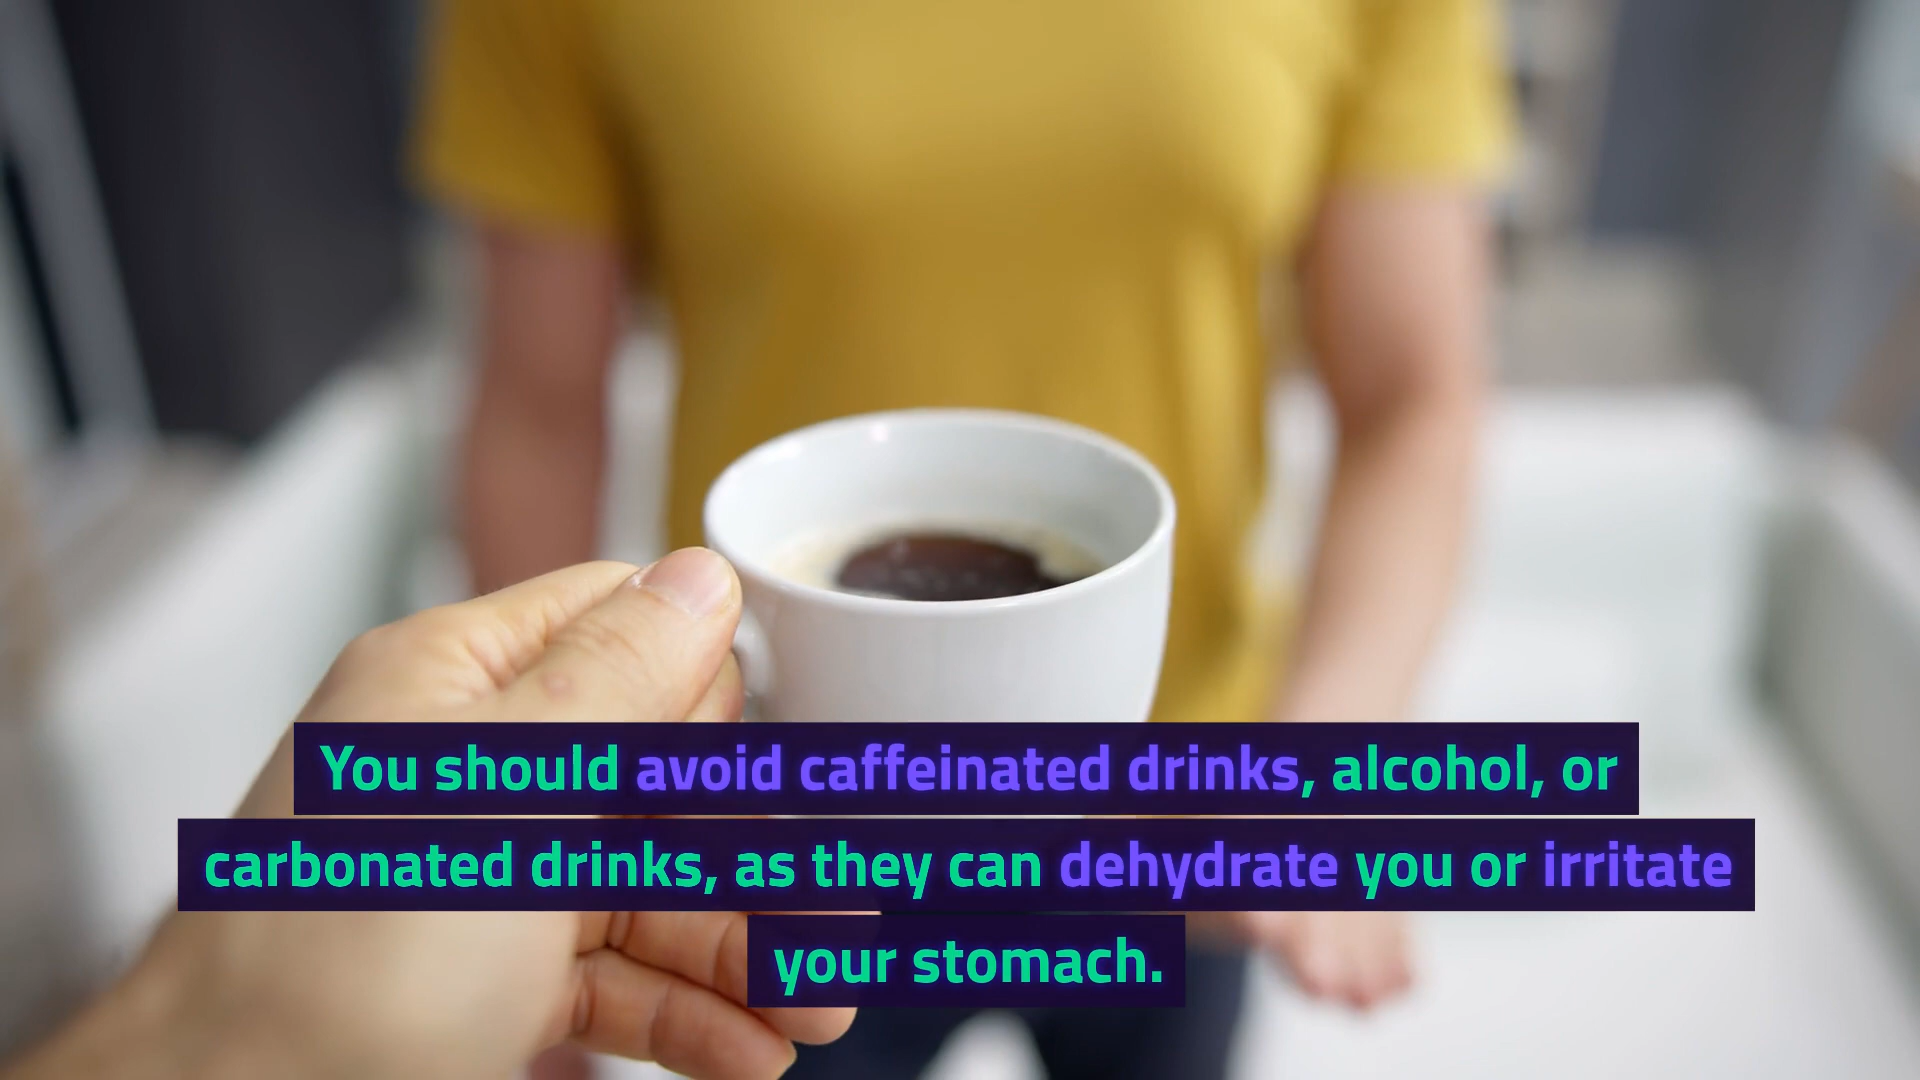 You should avoid caffeinated drinks, alcohol, or
carbonated drinks, as they can dehydrate you or irritate
your stomach.